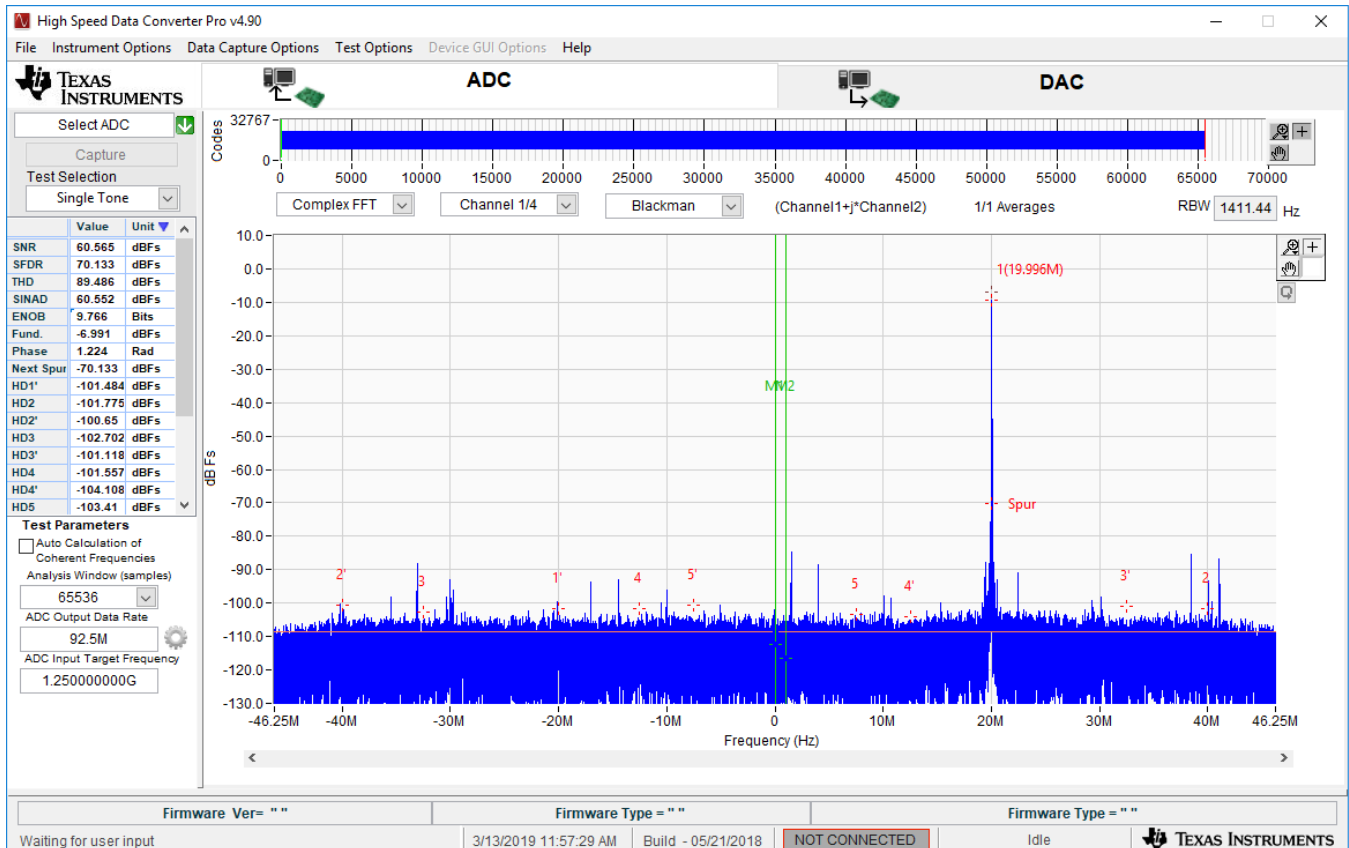 High Speed Data Converter Pro v4.90
File Instrument Options Data Capture Options Test Options Device GUI Options Help
TEXAS INSTRUMENTS
ADC
DAC
Select ADC
Capture
Test Selection
Single Tone
Codes
32767
0
0 5000 10000 15000 20000 25000 30000 35000 40000 45000 50000 55000 60000 65000 70000
Complex FFT Channel 1/4 Blackman (Channel1+j*Channel2) 1/1 Averages RBW 1411.44 Hz
Value Unit
SNR 60.565 dBFs
SFDR 70.133 dBFs
THD 89.486 dBFs
SINAD 60.552 dBFs
ENOB 9.766 Bits
Fund. -6.991 dBFs
Phase 1.224 Rad
Next Spur -70.133 dBFs
HD1' -101.484 dBFs
HD2 -101.775 dBFs
HD2' -100.65 dBFs
HD3 -102.702 dBFs
HD3' -101.118 dBFs
HD4 -101.557 dBFs
HD4' -104.108 dBFs
HD5 -103.41 dBFs
Test Parameters
Auto Calculation of
Coherent Frequencies
Analysis Window (samples)
65536
ADC Output Data Rate
92.5M
ADC Input Target Frequency
1.250000000G
dBFs
10.0
0.0
-10.0
-20.0
-30.0
-40.0
-50.0
-60.0
-70.0
-80.0
-90.0
-100.0
-110.0
-120.0
-130.0
1(19.996M)
Spur
2' 3 1' 4 5' 5 4' 3' 2
-46.25M -40M -30M -20M -10M 0 10M 20M 30M 40M 46.25M
Frequency (Hz)
Firmware Ver= " " Firmware Type = " " Firmware Type = " "
Waiting for user input 3/13/2019 11:57:29 AM Build - 05/21/2018 NOT CONNECTED Idle TEXAS INSTRUMENTS